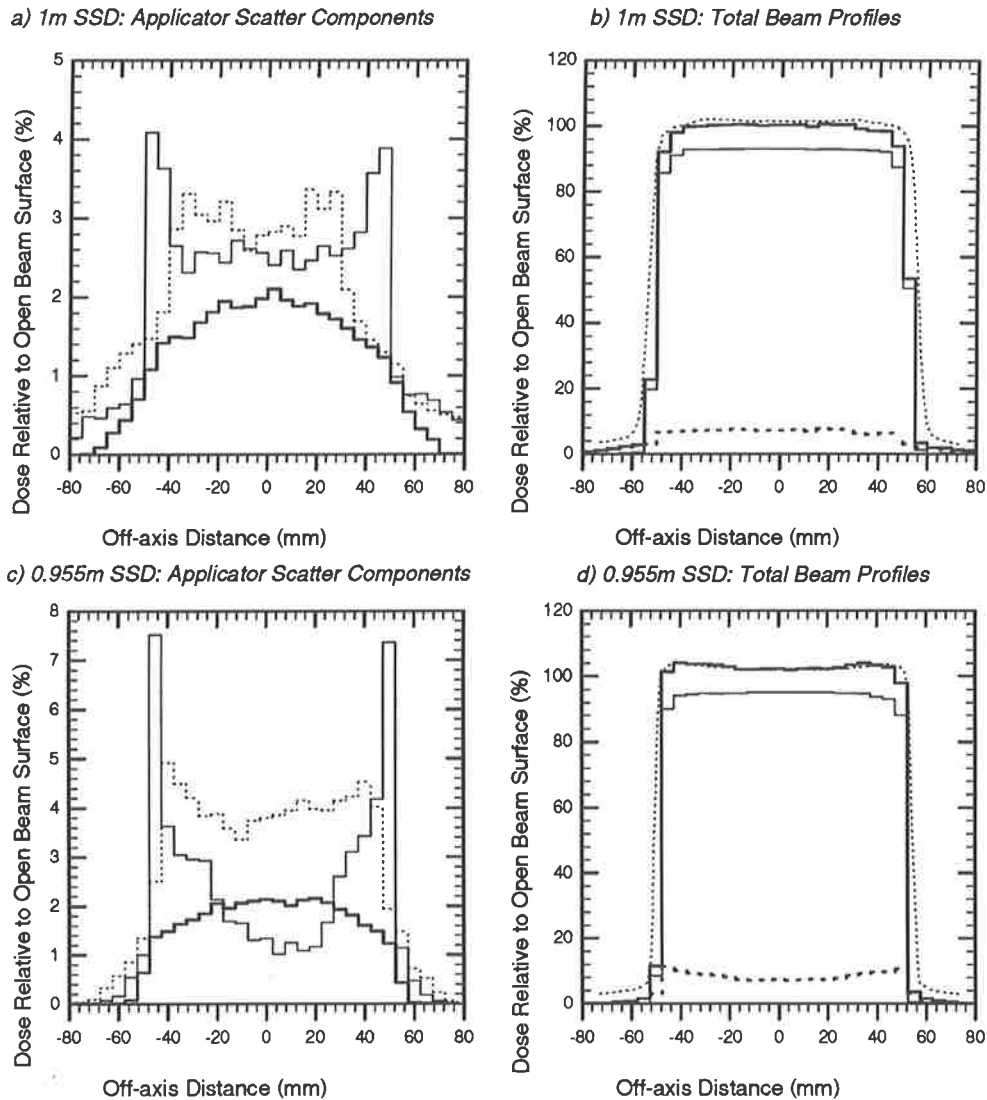 a) 1m SSD: Applicator Scatter Components
b) 1m SSD: Total Beam Profiles
Dose Relative to Open Beam Surface (%)
5
4
3
2
1
0
-80 -60 -40 -20 0 20 40 60 80
Off-axis Distance (mm)
Dose Relative to Open Beam Surface (%)
120
100
80
60
40
20
0
-80 -60 -40 -20 0 20 40 60 80
Off-axis Distance (mm)
c) 0.955m SSD: Applicator Scatter Components
d) 0.955m SSD: Total Beam Profiles
Dose Relative to Open Beam Surface (%)
8
7
6
5
4
3
2
1
0
-80 -60 -40 -20 0 20 40 60 80
Off-axis Distance (mm)
Dose Relative to Open Beam Surface (%)
120
100
80
60
40
20
0
-80 -60 -40 -20 0 20 40 60 80
Off-axis Distance (mm)